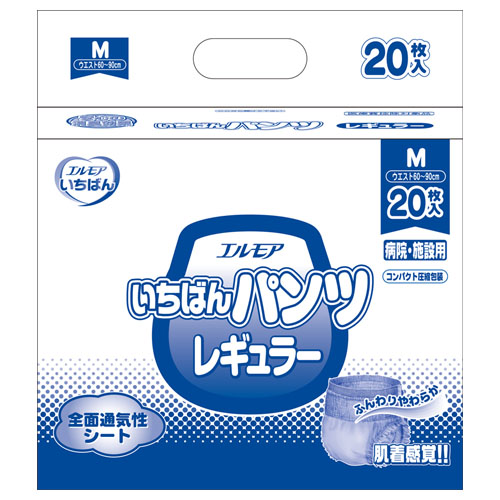 M
ウエスト60~90cm
20枚入
いちばんパンツ
レギュラー
エルモア
いちばん
M
ウエスト60~90cm
20枚入
病院・施設用
コンパクト圧縮包装
エルモア
いちばんパンツ
レギュラー
全面通気性
シート
ふんわりやわらか
肌着感覚!!